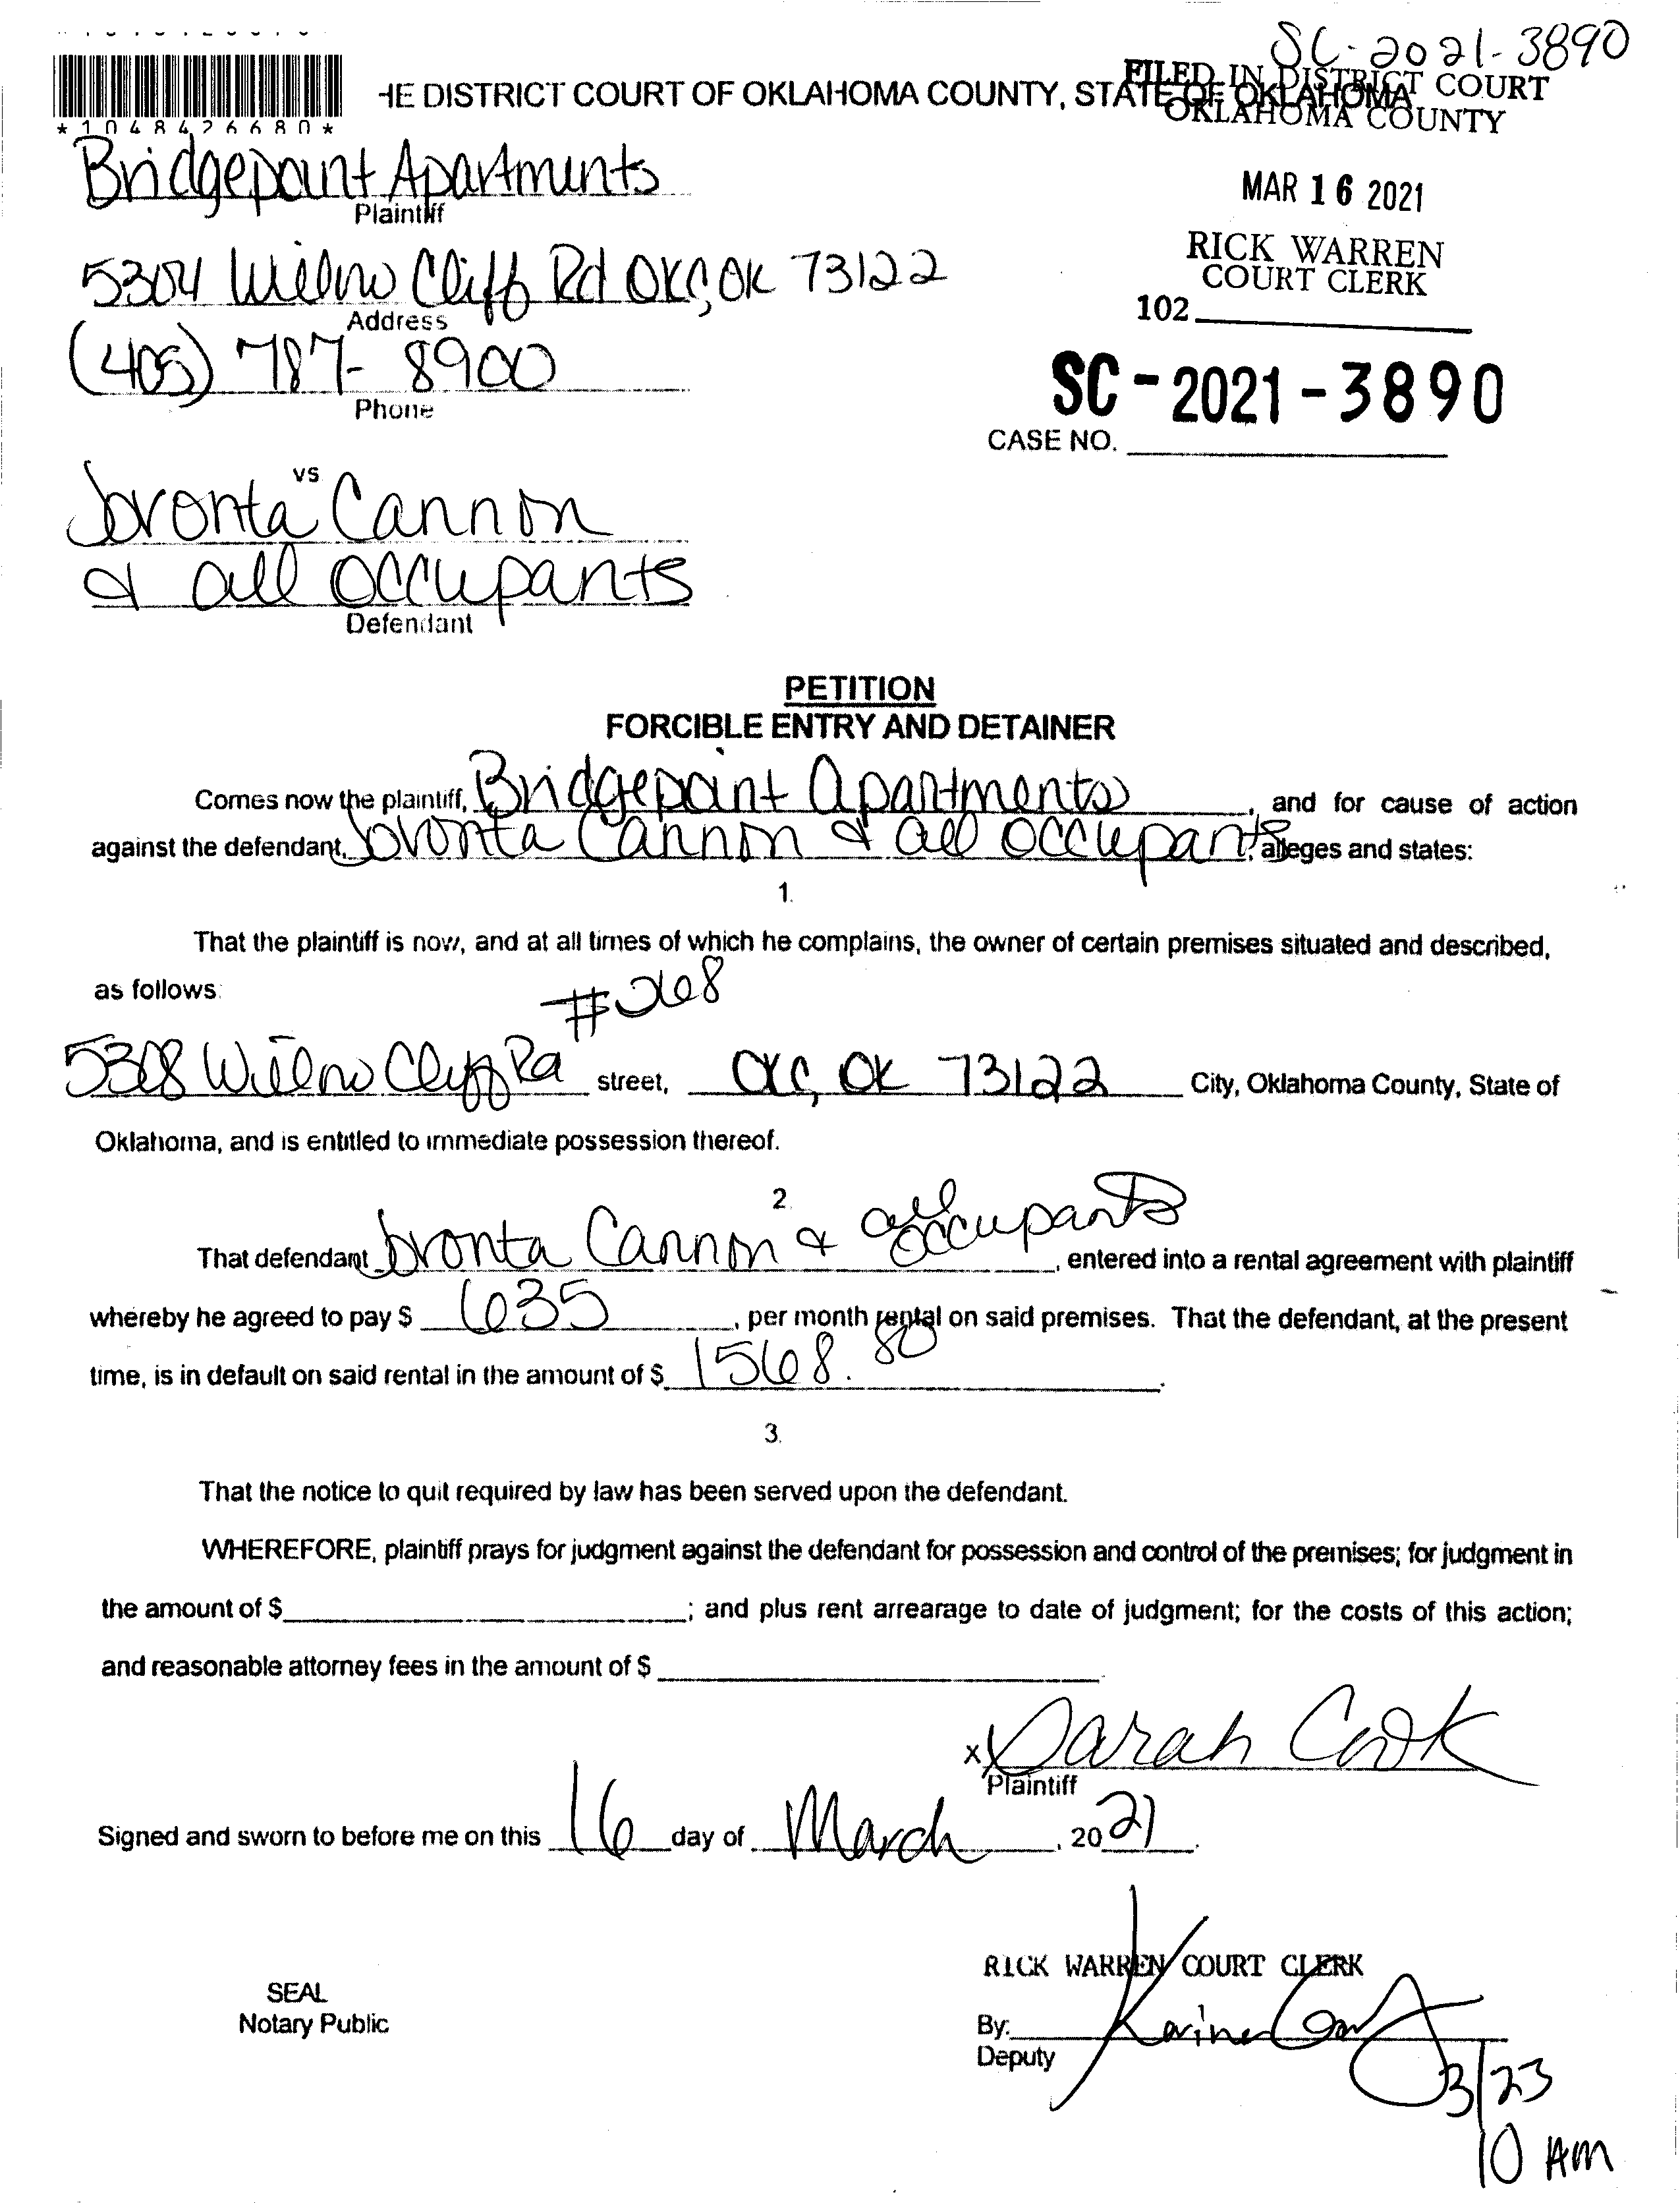 SC-2021-3890
HE DISTRICT COURT OF OKLAHOMA COUNTY, STATE OF OKLAHOMA
FILED IN DISTRICT COURT
OKLAHOMA COUNTY
*1048426680*
Bridgepoint Apartments
Plaintiff
MAR 16 2021
RICK WARREN
COURT CLERK
102
5304 Willow Cliff Rd OKC, OK 73122
Address
(405) 787-8900
Phone
SC-2021-3890
CASE NO.
vs
Jovonta Cannon
& all occupants
Defendant
PETITION
FORCIBLE ENTRY AND DETAINER
Comes now the plaintiff, Bridgepoint Apartments, and for cause of action
against the defendant, Jovonta Cannon & all occupants, alleges and states:
1.
That the plaintiff is now, and at all times of which he complains, the owner of certain premises situated and described,
as follows:
#268
5308 Willow Cliff Rd street, OKC, OK 73122 City, Oklahoma County, State of
Oklahoma, and is entitled to immediate possession thereof.
2.
That defendant Jovonta Cannon & all occupants, entered into a rental agreement with plaintiff
whereby he agreed to pay $ 635, per month rental on said premises. That the defendant, at the present
time, is in default on said rental in the amount of $ 1568.80.
3.
That the notice to quit required by law has been served upon the defendant.
WHEREFORE, plaintiff prays for judgment against the defendant for possession and control of the premises; for judgment in
the amount of $ ; and plus rent arrearage to date of judgment; for the costs of this action;
and reasonable attorney fees in the amount of $ .
x Sarah Cook
Plaintiff
Signed and sworn to before me on this 16 day of March, 2021.
RICK WARREN COURT CLERK
SEAL
Notary Public
By:
Deputy
3/23
10 AM